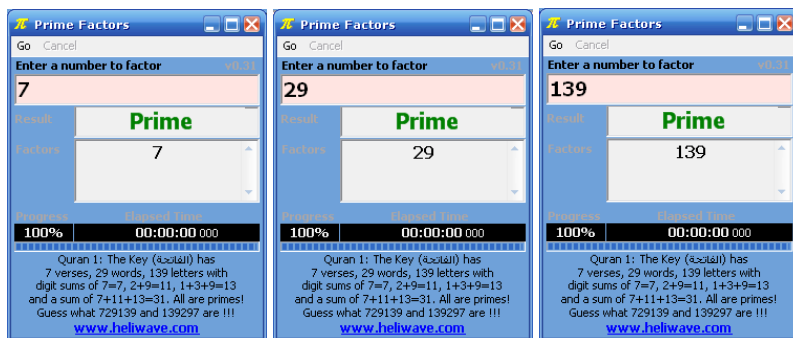 Prime Factors
Go Cancel
Enter a number to factor v0.31
7
Result Prime
Factors 7
Progress Elapsed Time
100% 00:00:00 000
Quran 1: The Key (الفاتحة) has
7 verses, 29 words, 139 letters with
digit sums of 7=7, 2+9=11, 1+3+9=13
and a sum of 7+11+13=31. All are primes!
Guess what 729139 and 139297 are !!!
www.heliwave.com
Prime Factors
Go Cancel
Enter a number to factor v0.31
29
Result Prime
Factors 29
Progress Elapsed Time
100% 00:00:00 000
Quran 1: The Key (الفاتحة) has
7 verses, 29 words, 139 letters with
digit sums of 7=7, 2+9=11, 1+3+9=13
and a sum of 7+11+13=31. All are primes!
Guess what 729139 and 139297 are !!!
www.heliwave.com
Prime Factors
Go Cancel
Enter a number to factor v0.31
139
Result Prime
Factors 139
Progress Elapsed Time
100% 00:00:00 000
Quran 1: The Key (الفاتحة) has
7 verses, 29 words, 139 letters with
digit sums of 7=7, 2+9=11, 1+3+9=13
and a sum of 7+11+13=31. All are primes!
Guess what 729139 and 139297 are !!!
www.heliwave.com